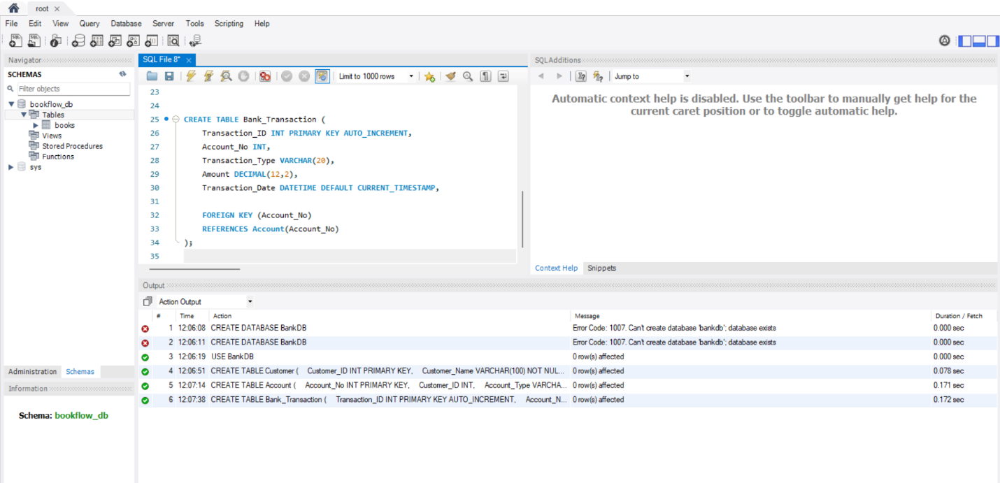 root
File Edit View Query Database Server Tools Scripting Help
Navigator
SCHEMAS
Filter objects
bookflow_db
Tables
books
Views
Stored Procedures
Functions
sys
Administration Schemas
Information
Schema: bookflow_db
SQL File 8*
Limit to 1000 rows
23
24
25 CREATE TABLE Bank_Transaction (
26 Transaction_ID INT PRIMARY KEY AUTO_INCREMENT,
27 Account_No INT,
28 Transaction_Type VARCHAR(20),
29 Amount DECIMAL(12,2),
30 Transaction_Date DATETIME DEFAULT CURRENT_TIMESTAMP,
31
32 FOREIGN KEY (Account_No)
33 REFERENCES Account(Account_No)
34 );
35
SQLAdditions
Jump to
Automatic context help is disabled. Use the toolbar to manually get help for the
current caret position or to toggle automatic help.
Context Help Snippets
Output
Action Output
# Time Action Message Duration / Fetch
1 12:06:08 CREATE DATABASE BankDB Error Code: 1007. Can't create database 'bankdb'; database exists 0.000 sec
2 12:06:11 CREATE DATABASE BankDB Error Code: 1007. Can't create database 'bankdb'; database exists 0.000 sec
3 12:06:19 USE BankDB 0 row(s) affected 0.000 sec
4 12:06:51 CREATE TABLE Customer ( Customer_ID INT PRIMARY KEY, Customer_Name VARCHAR(100) NOT NUL... 0 row(s) affected 0.078 sec
5 12:07:14 CREATE TABLE Account ( Account_No INT PRIMARY KEY, Customer_ID INT, Account_Type VARCHA... 0 row(s) affected 0.171 sec
6 12:07:38 CREATE TABLE Bank_Transaction ( Transaction_ID INT PRIMARY KEY AUTO_INCREMENT, Account_N... 0 row(s) affected 0.172 sec